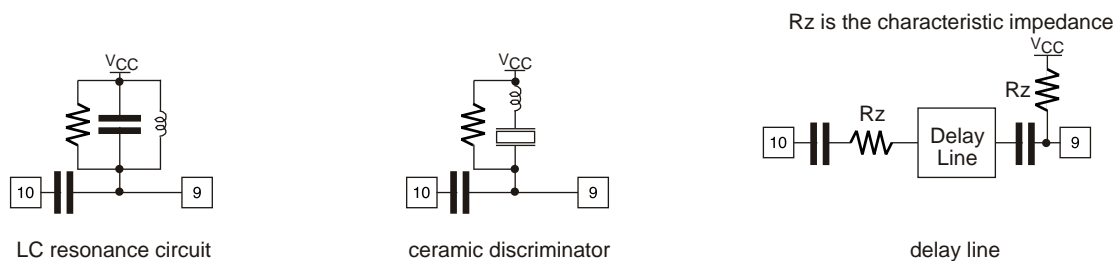 Rz is the characteristic impedance
VCC
VCC
VCC
Rz
Rz
Delay
Line
10
9
10
9
10
9
LC resonance circuit
ceramic discriminator
delay line